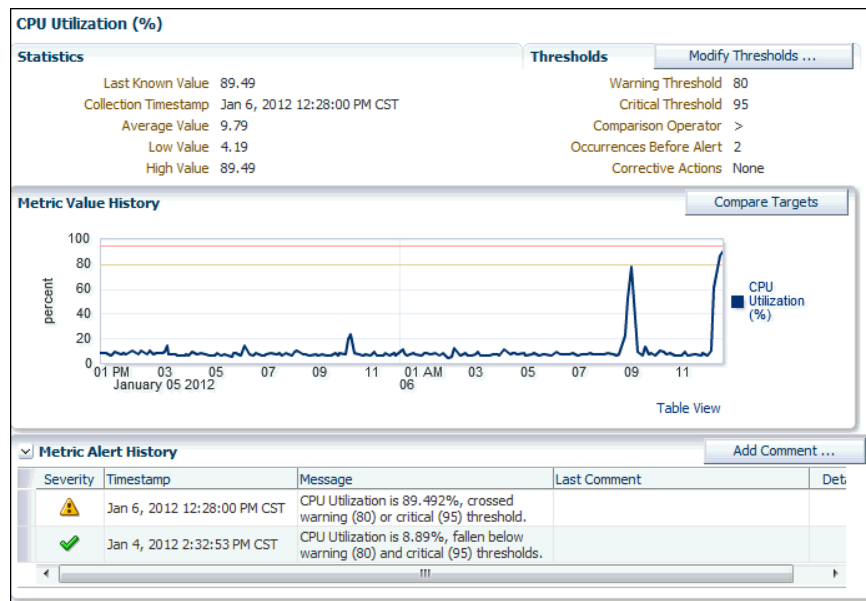 CPU Utilization (%)
Statistics
Thresholds
Modify Thresholds ...
Last Known Value 89.49
Collection Timestamp Jan 6, 2012 12:28:00 PM CST
Average Value 9.79
Low Value 4.19
High Value 89.49
Warning Threshold 80
Critical Threshold 95
Comparison Operator >
Occurrences Before Alert 2
Corrective Actions None
Metric Value History
Compare Targets
100
80
60
40
20
0
percent
01 PM 03 05 07 09 11 01 AM 03 05 07 09 11
January 05 2012 06
CPU
Utilization
(%)
Table View
Metric Alert History
Add Comment ...
Severity Timestamp Message Last Comment Deta
Jan 6, 2012 12:28:00 PM CST
CPU Utilization is 89.492%, crossed
warning (80) or critical (95) threshold.
Jan 4, 2012 2:32:53 PM CST
CPU Utilization is 8.89%, fallen below
warning (80) and critical (95) thresholds.